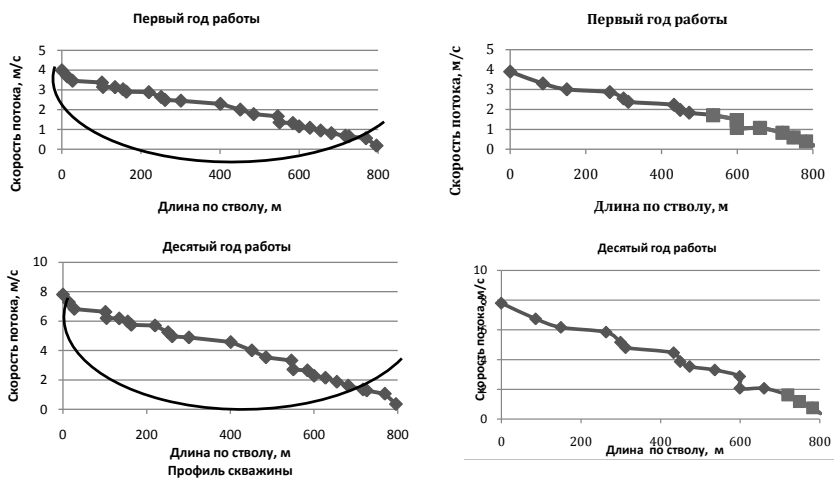 Первый год работы
Скорость потока, м/с
5
4
3
2
1
0
0 200 400 600 800
Длина по стволу, м
Первый год работы
Скорость потока, м/с
5
4
3
2
1
0
0 200 400 600 800
Длина по стволу, м
Десятый год работы
Скорость потока, м/с
10
8
6
4
2
0
0 200 400 600 800
Длина по стволу, м
Профиль скважины
Десятый год работы
Скорость потока, м/с
10
8
6
4
2
0
0 200 400 600 800
Длина по стволу, м